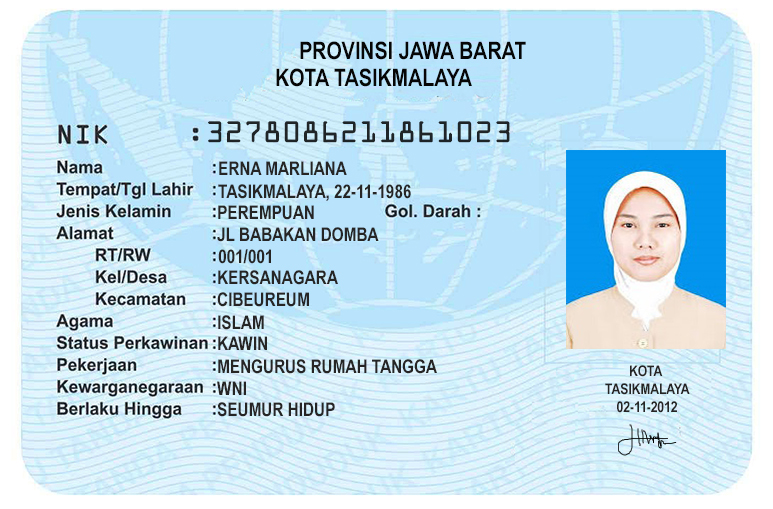 PROVINSI JAWA BARAT
KOTA TASIKMALAYA
NIK : 3278086211861023
Nama : ERNA MARLIANA
Tempat/Tgl Lahir : TASIKMALAYA, 22-11-1986
Jenis Kelamin : PEREMPUAN Gol. Darah :
Alamat : JL BABAKAN DOMBA
RT/RW : 001/001
Kel/Desa : KERSANAGARA
Kecamatan : CIBEUREUM
Agama : ISLAM
Status Perkawinan : KAWIN
Pekerjaan : MENGURUS RUMAH TANGGA
Kewarganegaraan : WNI
Berlaku Hingga : SEUMUR HIDUP
KOTA
TASIKMALAYA
02-11-2012